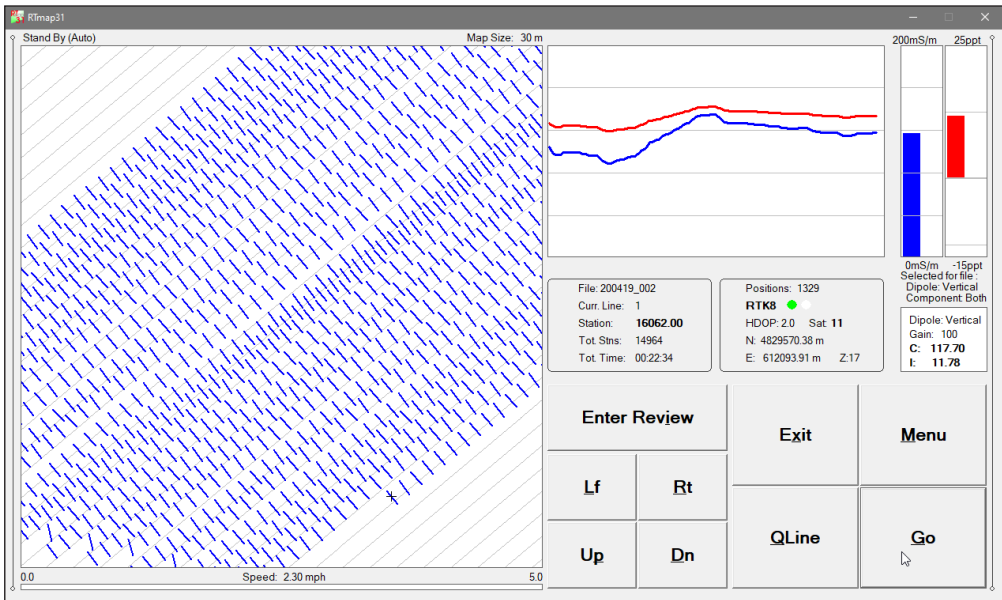 RTmap31
Stand By (Auto) Map Size: 30 m
200mS/m 25ppt
0mS/m -15ppt
Selected for file :
Dipole: Vertical
Component: Both
File: 200419_002
Curr. Line: 1
Station: 16062.00
Tot. Stns: 14964
Tot. Time: 00:22:34
Positions: 1329
RTK8
HDOP: 2.0 Sat: 11
N: 4829570.38 m
E: 612093.91 m Z:17
Dipole: Vertical
Gain: 100
C: 117.70
I: 11.78
Enter Review
Exit
Menu
Lf
Rt
Up
Dn
QLine
Go
0.0 Speed: 2.30 mph 5.0